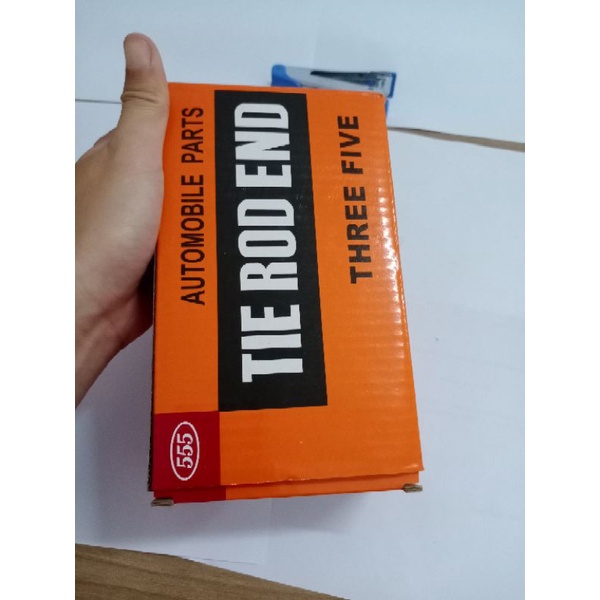 AUTOMOBILE PARTS
TIE ROD END
THREE FIVE
555